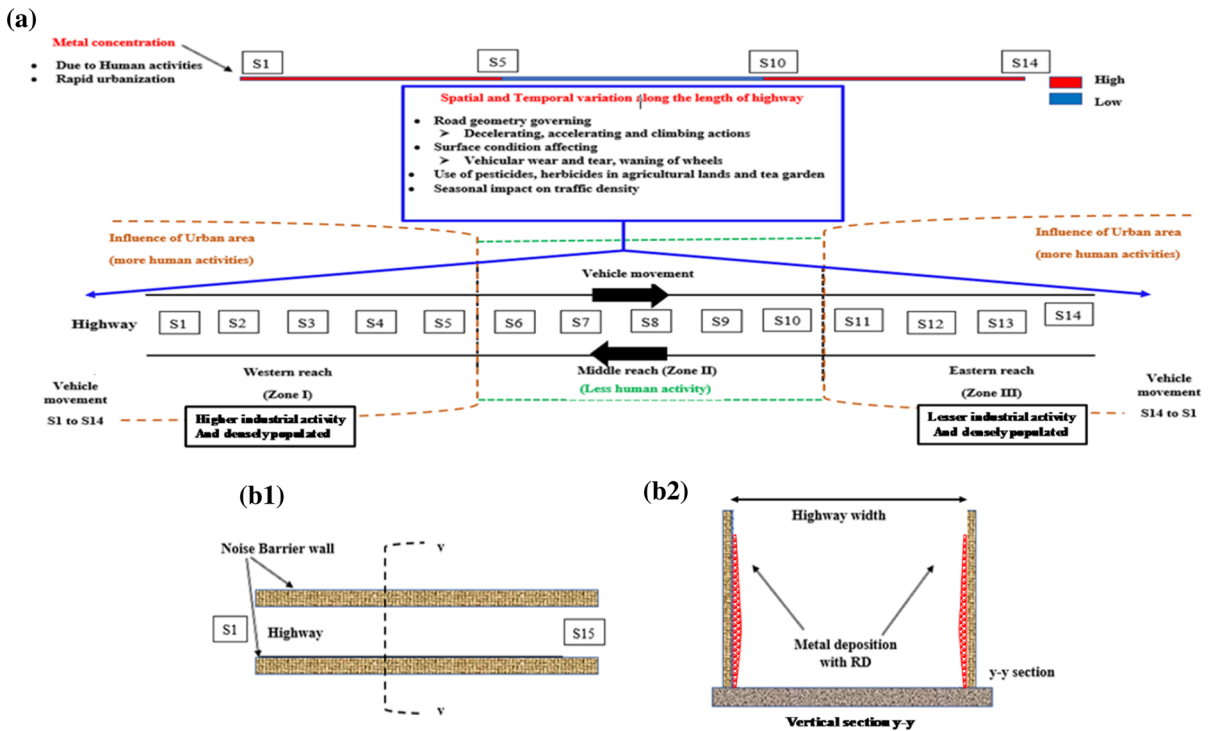 (a)
Metal concentration
• Due to Human activities
• Rapid urbanization
S1
S5
S10
S14
High
Low
Spatial and Temporal variation along the length of highway
• Road geometry governing
➢ Decelerating, accelerating and climbing actions
• Surface condition affecting
➢ Vehicular wear and tear, waning of wheels
• Use of pesticides, herbicides in agricultural lands and tea garden
• Seasonal impact on traffic density
Influence of Urban area
(more human activities)
Influence of Urban area
(more human activities)
Vehicle movement
Highway
S1
S2
S3
S4
S5
S6
S7
S8
S9
S10
S11
S12
S13
S14
Western reach
(Zone I)
Middle reach (Zone II)
(Less human activity)
Eastern reach
(Zone III)
Vehicle
movement
S1 to S14
Higher industrial activity
And densely populated
Lesser industrial activity
And densely populated
Vehicle
movement
S14 to S1
(b1)
Noise Barrier wall
v
S1
Highway
S15
v
(b2)
Highway width
Metal deposition
with RD
y-y section
Vertical section y-y